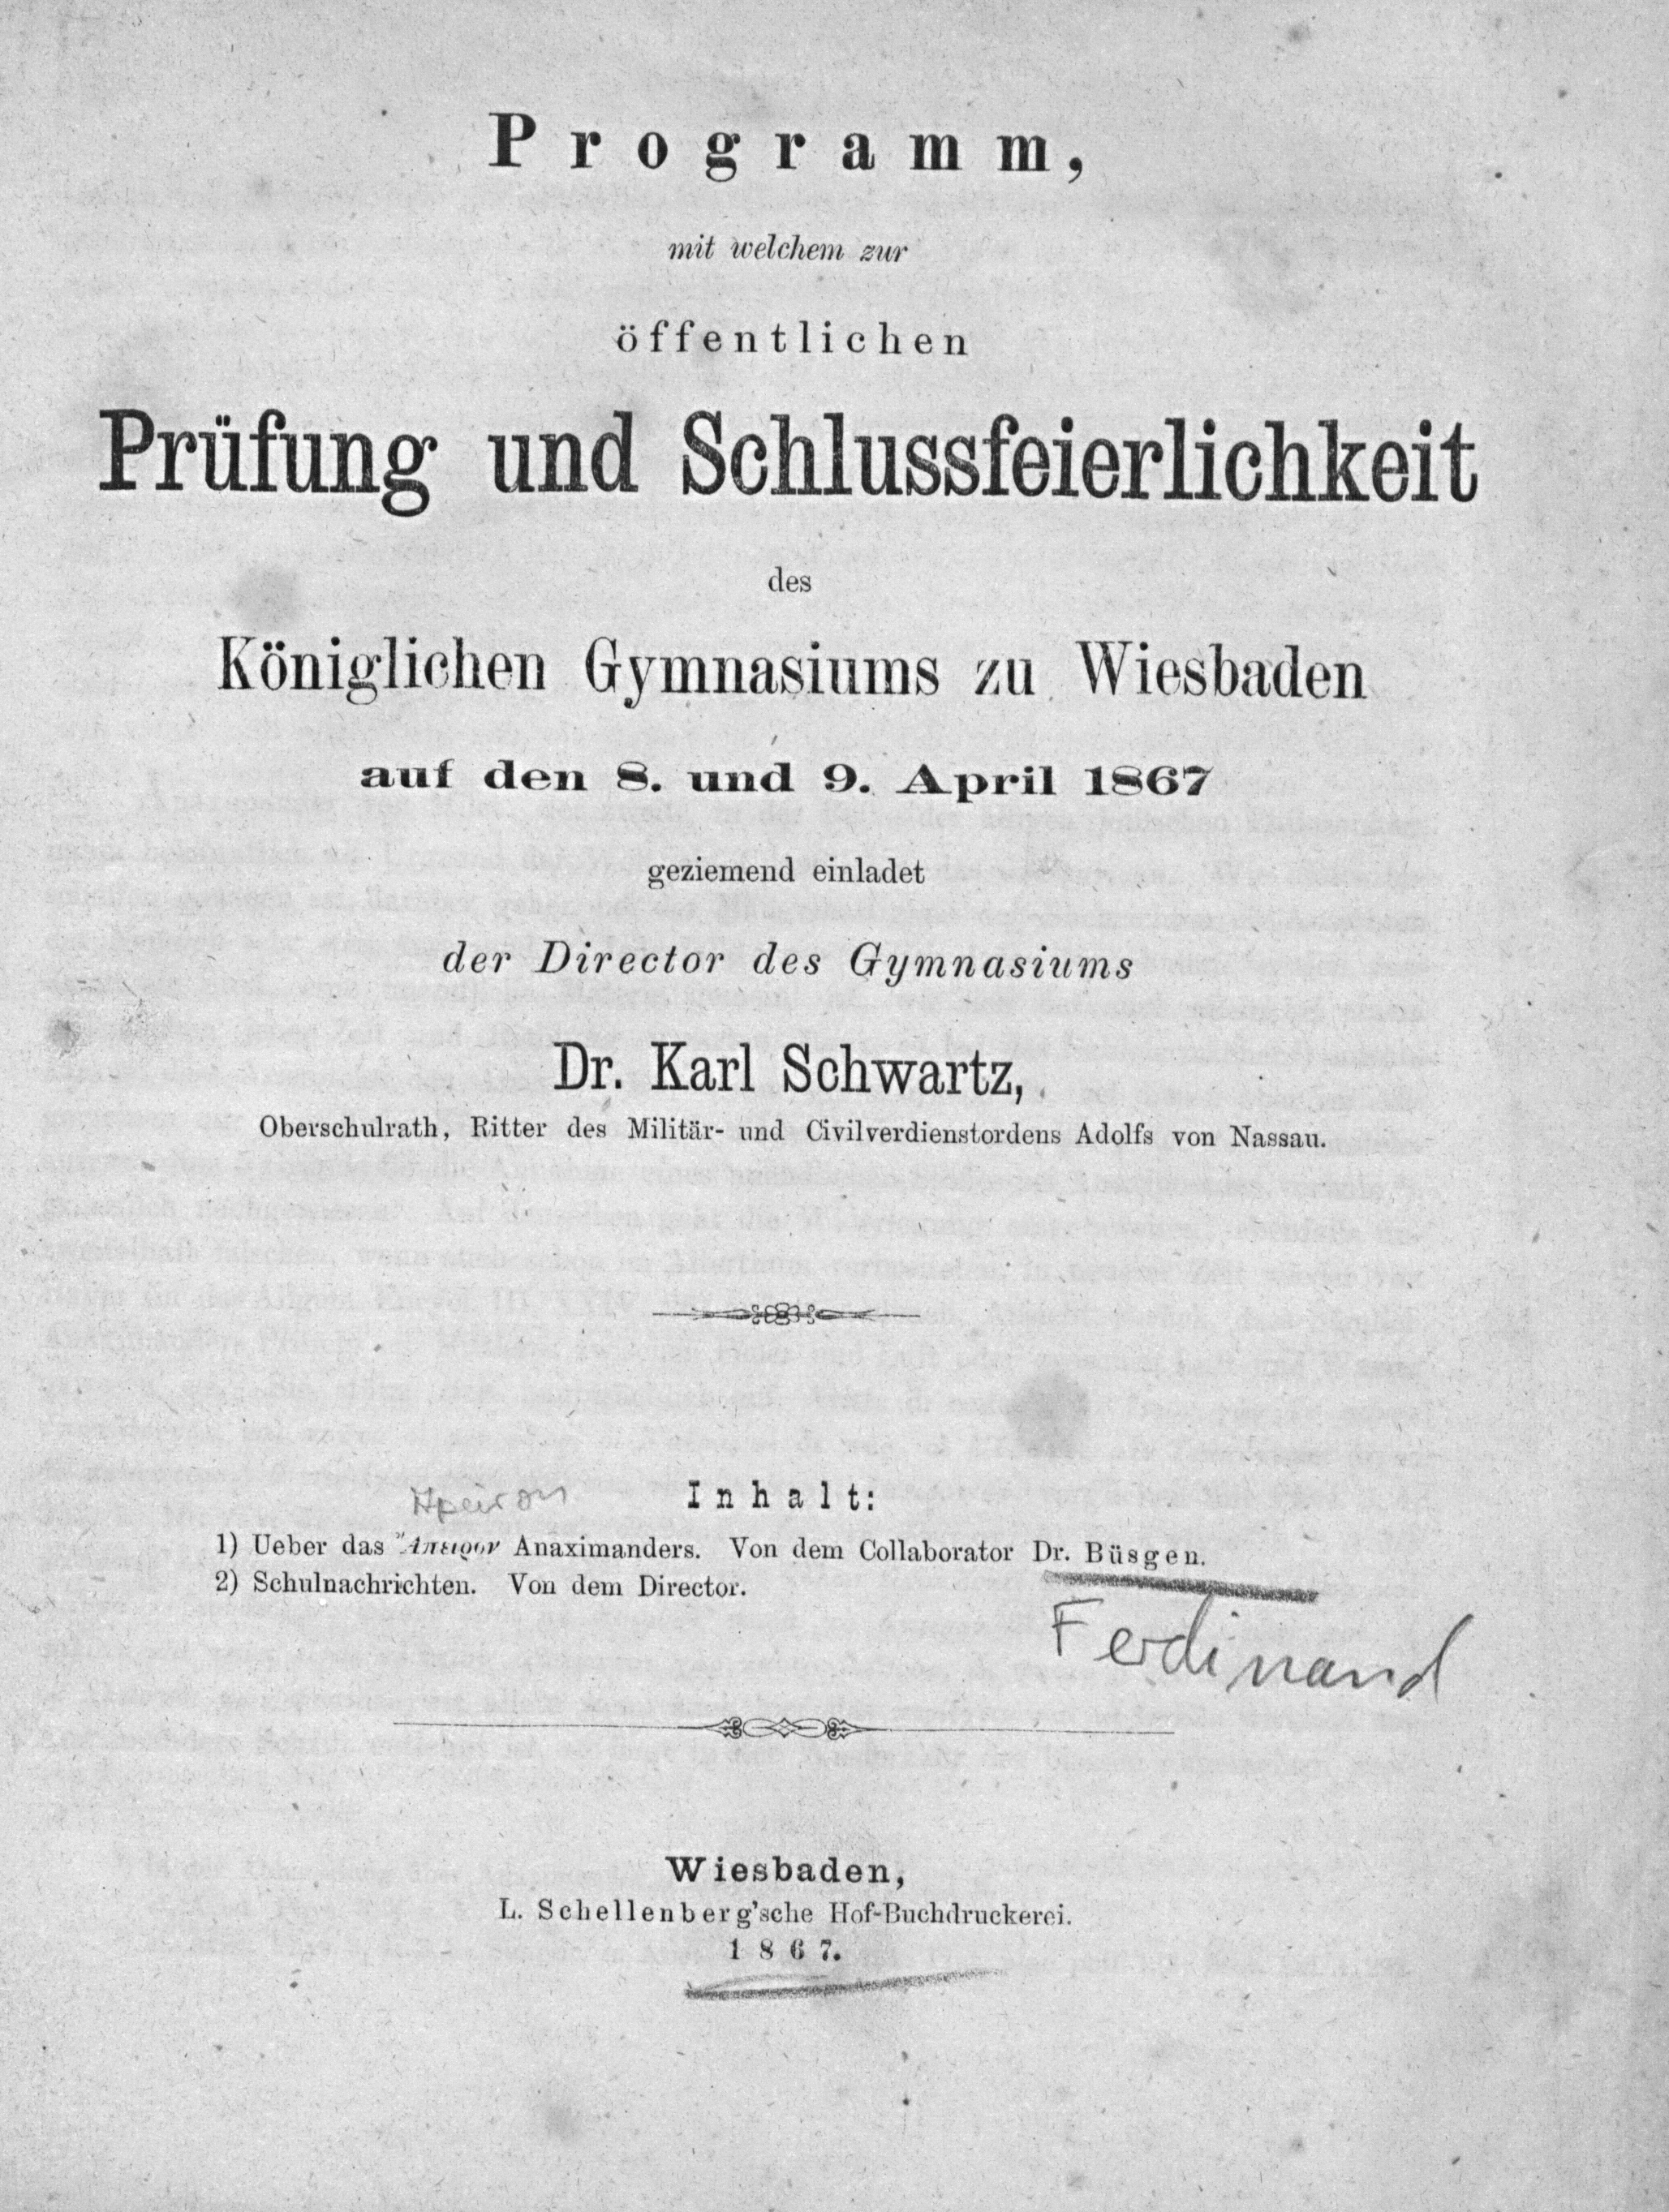 Programm,
mit welchem zur
öffentlichen
Prüfung und Schlussfeierlichkeit
des
Königlichen Gymnasiums zu Wiesbaden
auf den 8. und 9. April 1867
geziemend einladet
der Director des Gymnasiums
Dr. Karl Schwartz,
Oberschulrath, Ritter des Militär- und Civilverdienstordens Adolfs von Nassau.
Inhalt:
Apeiron
1) Ueber das Ἄπειρον Anaximanders. Von dem Collaborator Dr. Büsgen.
2) Schulnachrichten. Von dem Director.
Ferdinand
Wiesbaden,
L. Schellenberg'sche Hof-Buchdruckerei.
1867.